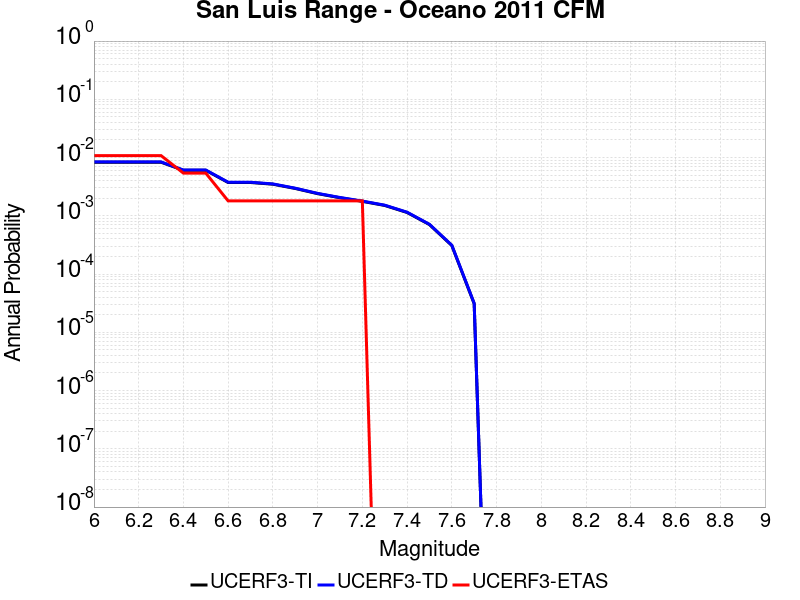 San Luis Range - Oceano 2011 CFM
10^0
10^-1
10^-2
10^-3
10^-4
10^-5
10^-6
10^-7
10^-8
Annual Probability
6 6.2 6.4 6.6 6.8 7 7.2 7.4 7.6 7.8 8 8.2 8.4 8.6 8.8 9
Magnitude
UCERF3-TI UCERF3-TD UCERF3-ETAS